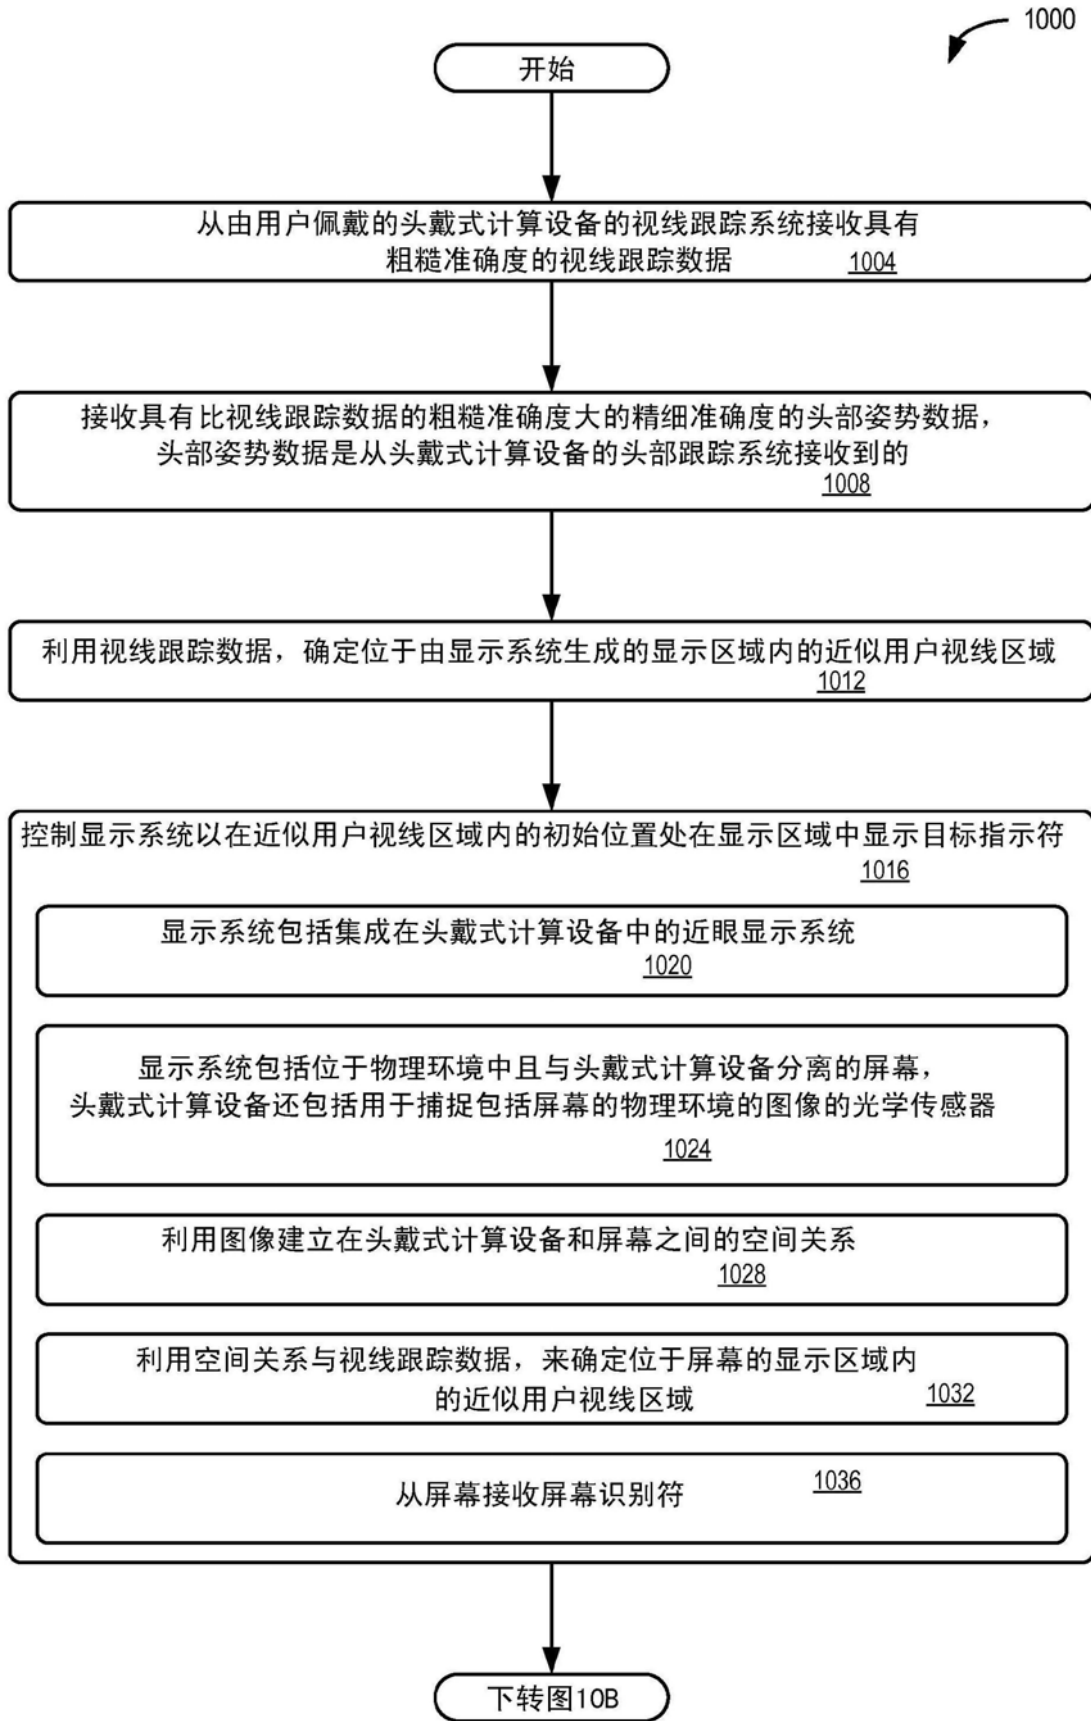 1000
开始
从由用户佩戴的头戴式计算设备的视线跟踪系统接收具有
粗糙准确度的视线跟踪数据 1004
接收具有比视线跟踪数据的粗糙准确度大的精细准确度的头部姿势数据，
头部姿势数据是从头戴式计算设备的头部跟踪系统接收到的
1008
利用视线跟踪数据，确定位于由显示系统生成的显示区域内的近似用户视线区域
1012
控制显示系统以在近似用户视线区域内的初始位置处在显示区域中显示目标指示符
1016
显示系统包括集成在头戴式计算设备中的近眼显示系统
1020
显示系统包括位于物理环境中且与头戴式计算设备分离的屏幕，
头戴式计算设备还包括用于捕捉包括屏幕的物理环境的图像的光学传感器
1024
利用图像建立在头戴式计算设备和屏幕之间的空间关系
1028
利用空间关系与视线跟踪数据，来确定位于屏幕的显示区域内
的近似用户视线区域 1032
从屏幕接收屏幕识别符 1036
下转图10B